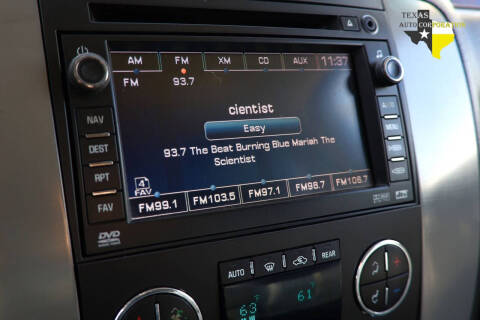 TEXAS
AUTO CORPORATION
AM FM XM CD AUX 11:37
FM 93.7
cientist
Easy
93.7 The Beat Burning Blue Mariah The
Scientist
4
FAV
FM99.1 FM103.5 FM97.1 FM98.7 FM106.7
NAV
DEST
RPT
FAV
DVD
MENU
AUTO REAR
63 61